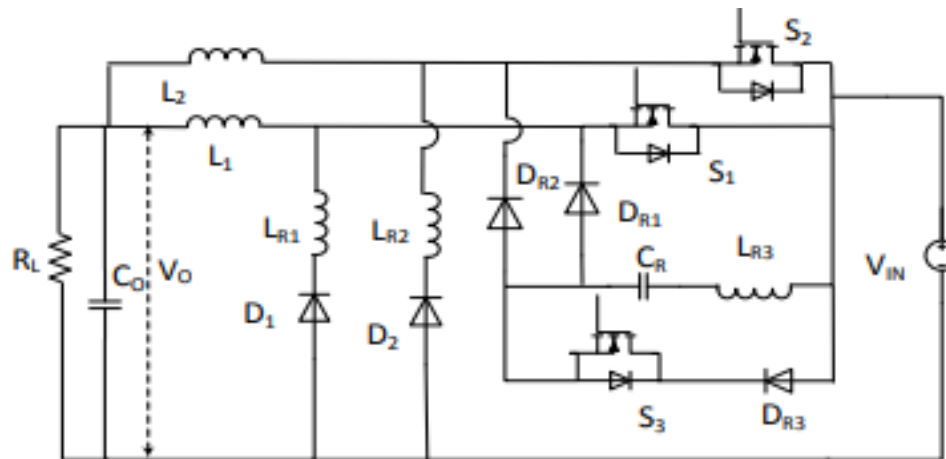 S2
L2
L1
S1
DR2
DR1
LR1
LR2
LR3
CR
RL
CO
VO
VIN
D1
D2
S3
DR3